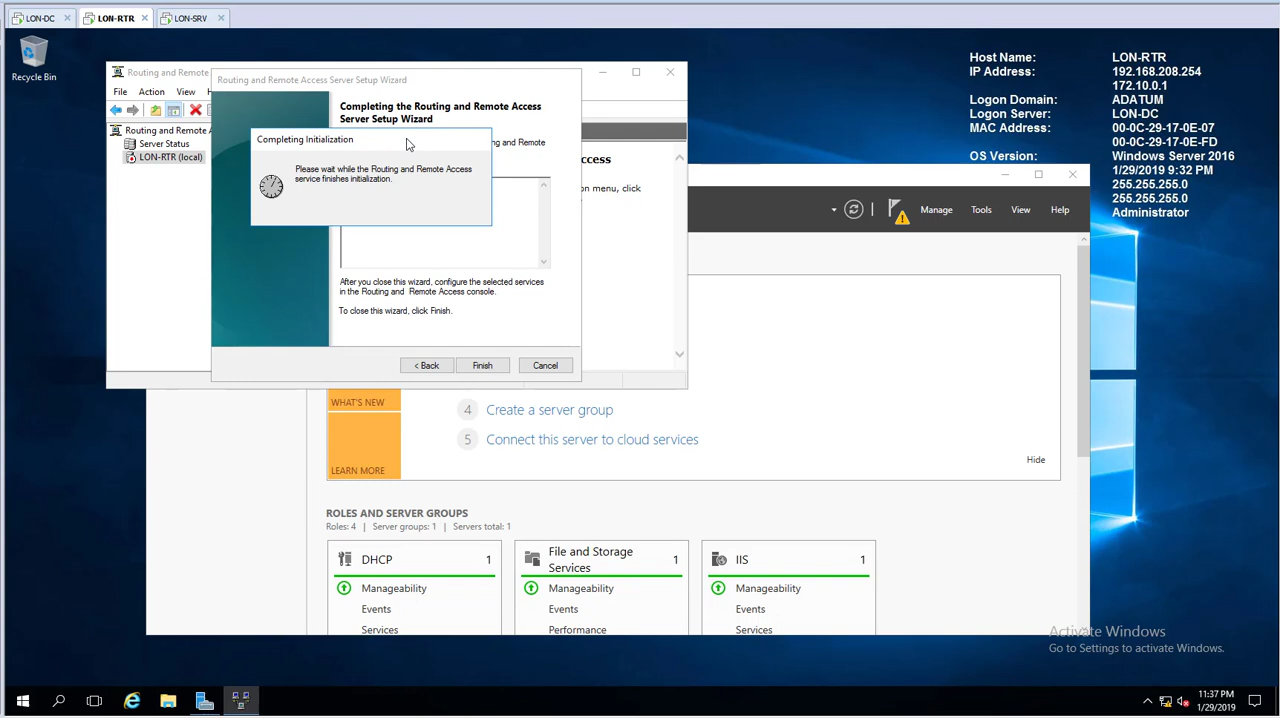 LON-DC
LON-RTR
LON-SRV
Recycle Bin
Host Name: LON-RTR
IP Address: 192.168.208.254
172.10.0.1
Logon Domain: ADATUM
Logon Server: LON-DC
MAC Address: 00-0C-29-17-0E-07
00-0C-29-17-0E-FD
OS Version: Windows Server 2016
1/29/2019 9:32 PM
255.255.255.0
255.255.255.0
Administrator
Routing and Remote
File Action View
Routing and Remote A
Server Status
LON-RTR (local)
Routing and Remote Access Server Setup Wizard
Completing the Routing and Remote Access
Server Setup Wizard
ng and Remote
Completing Initialization
Please wait while the Routing and Remote Access
service finishes initialization.
After you close this wizard, configure the selected services
in the Routing and Remote Access console.
To close this wizard, click Finish.
< Back Finish Cancel
ccess
on menu, click
Manage Tools View Help
WHAT'S NEW
LEARN MORE
4 Create a server group
5 Connect this server to cloud services
Hide
ROLES AND SERVER GROUPS
Roles: 4 | Server groups: 1 | Servers total: 1
DHCP 1
Manageability
Events
Services
File and Storage
Services 1
Manageability
Events
Performance
IIS 1
Manageability
Events
Services
Activate Windows
Go to Settings to activate Windows.
11:37 PM
1/29/2019